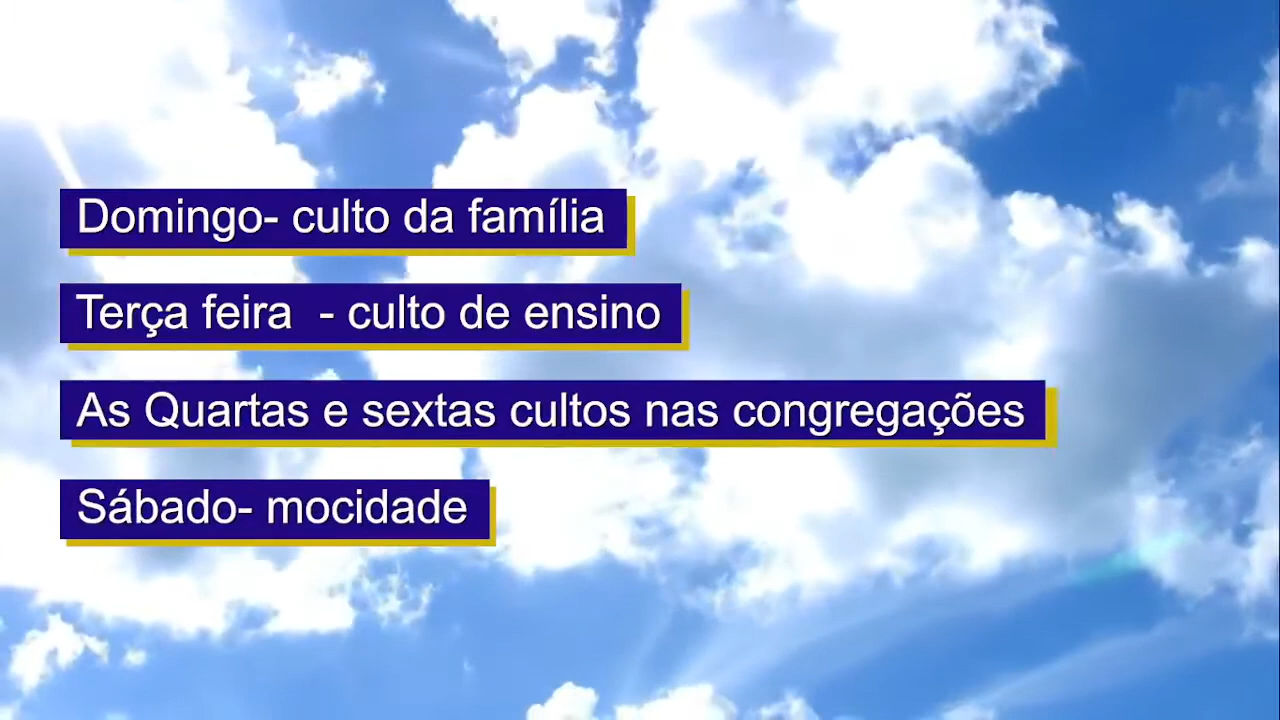 Domingo- culto da família
Terça feira  - culto de ensino
As Quartas e sextas cultos nas congregações
Sábado- mocidade